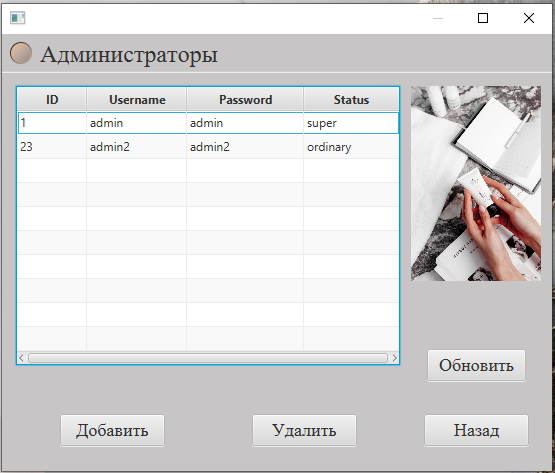 Администраторы
ID Username Password Status
1 admin admin super
23 admin2 admin2 ordinary
Обновить
Добавить Удалить Назад